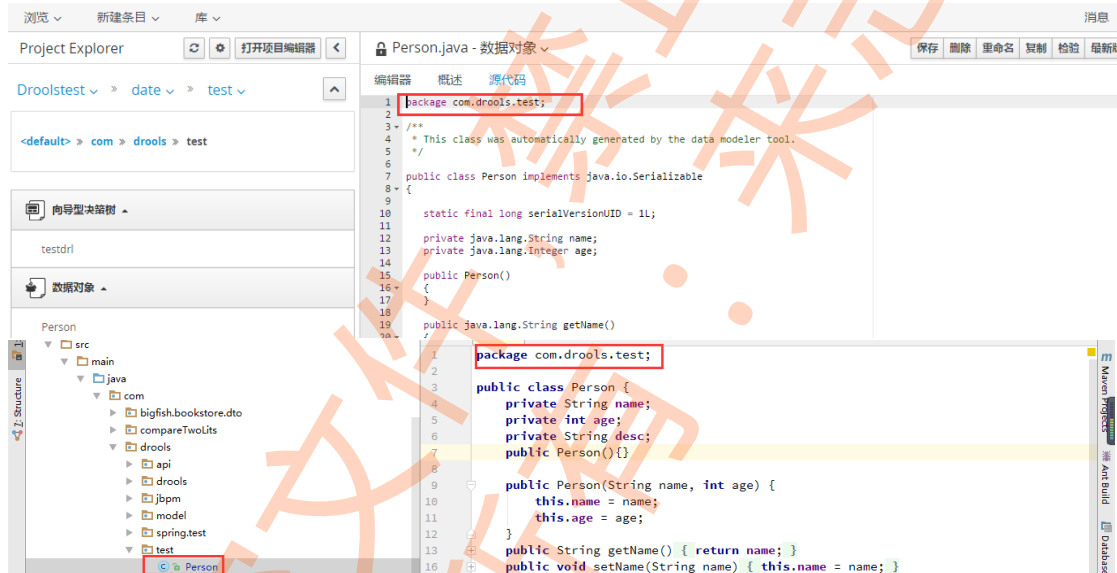 浏览 新建条目 库 消息
Project Explorer 打开项目编辑器
Person.java - 数据对象 保存 删除 重命名 复制 检验
Droolstest » date » test
编辑器 概述 源代码
<default> » com » drools » test
向导型决策树
testdrl
数据对象
Person
1 package com.drools.test;
2
3 /**
4 * This class was automatically generated by the data modeler tool.
5 */
6
7 public class Person implements java.io.Serializable
8 {
9
10 static final long serialVersionUID = 1L;
11
12 private java.lang.String name;
13 private java.lang.Integer age;
14
15 public Person()
16 {
17 }
18
19 public java.lang.String getName()
src
main
java
com
bigfish.bookstore.dto
compareTwoLits
drools
api
drools
jbpm
model
spring.test
test
Person
Z: Structure
1 package com.drools.test;
2
3 public class Person {
4 private String name;
5 private int age;
6 private String desc;
7 public Person(){}
8
9 public Person(String name, int age) {
10 this.name = name;
11 this.age = age;
12 }
13 public String getName() { return name; }
16 public void setName(String name) { this.name = name; }
Maven Projects
Ant Build
Database